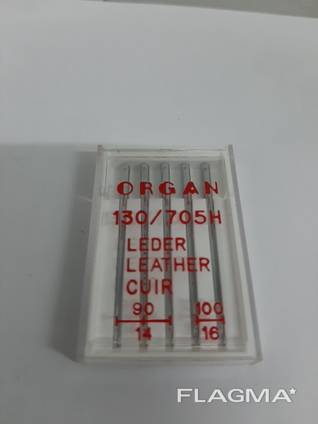 ORGAN
130/705H
LEDER
LEATHER
CUIR
90 100
14 16
FLAGMA